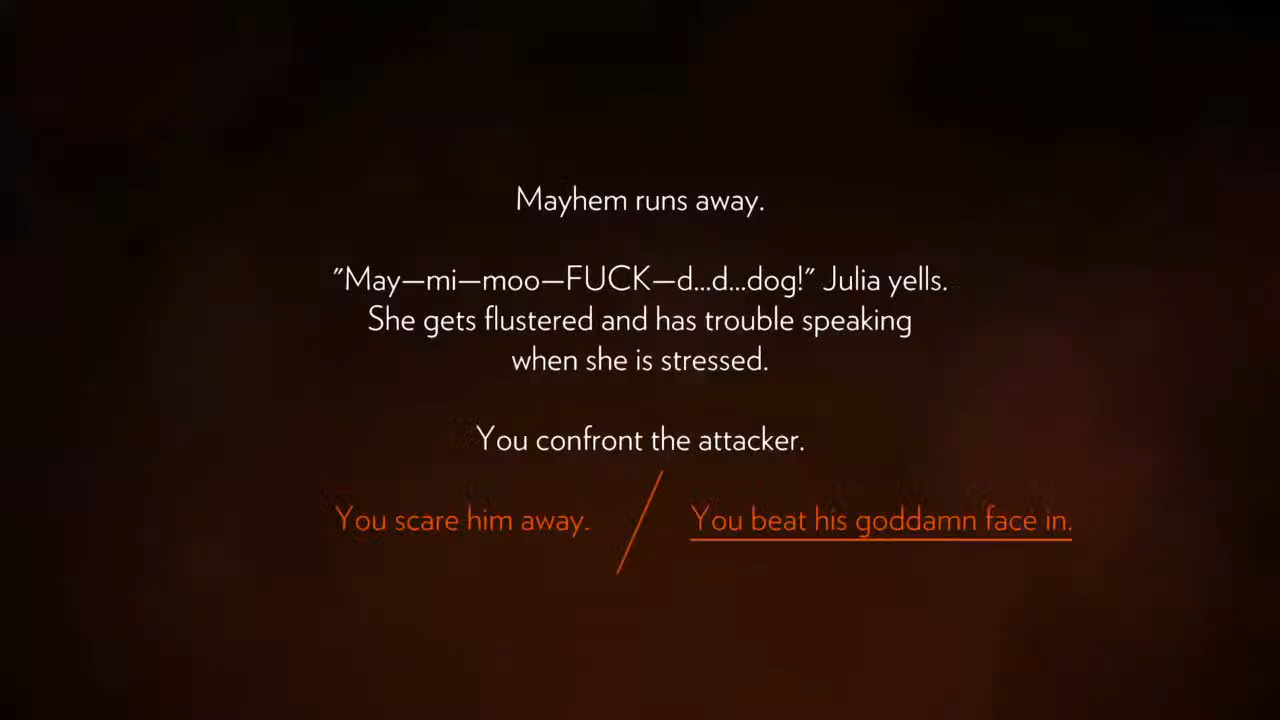 Mayhem runs away.
"May—mi—moo—FUCK—d...d...dog!" Julia yells.
She gets flustered and has trouble speaking
when she is stressed.
You confront the attacker.
You scare him away. / You beat his goddamn face in.